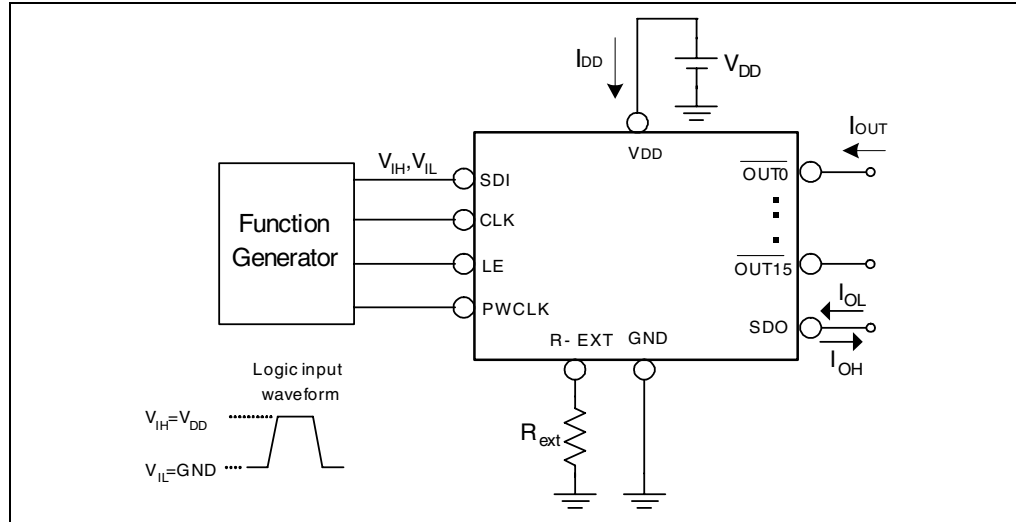 IDD
VDD
IOUT
VDD
VIH,VIL
SDI
OUT0
CLK
Function
Generator
LE
OUT15
IOL
PWCLK
SDO
R- EXT
GND
IOH
Logic input
waveform
VIH=VDD
Rext
VIL=GND